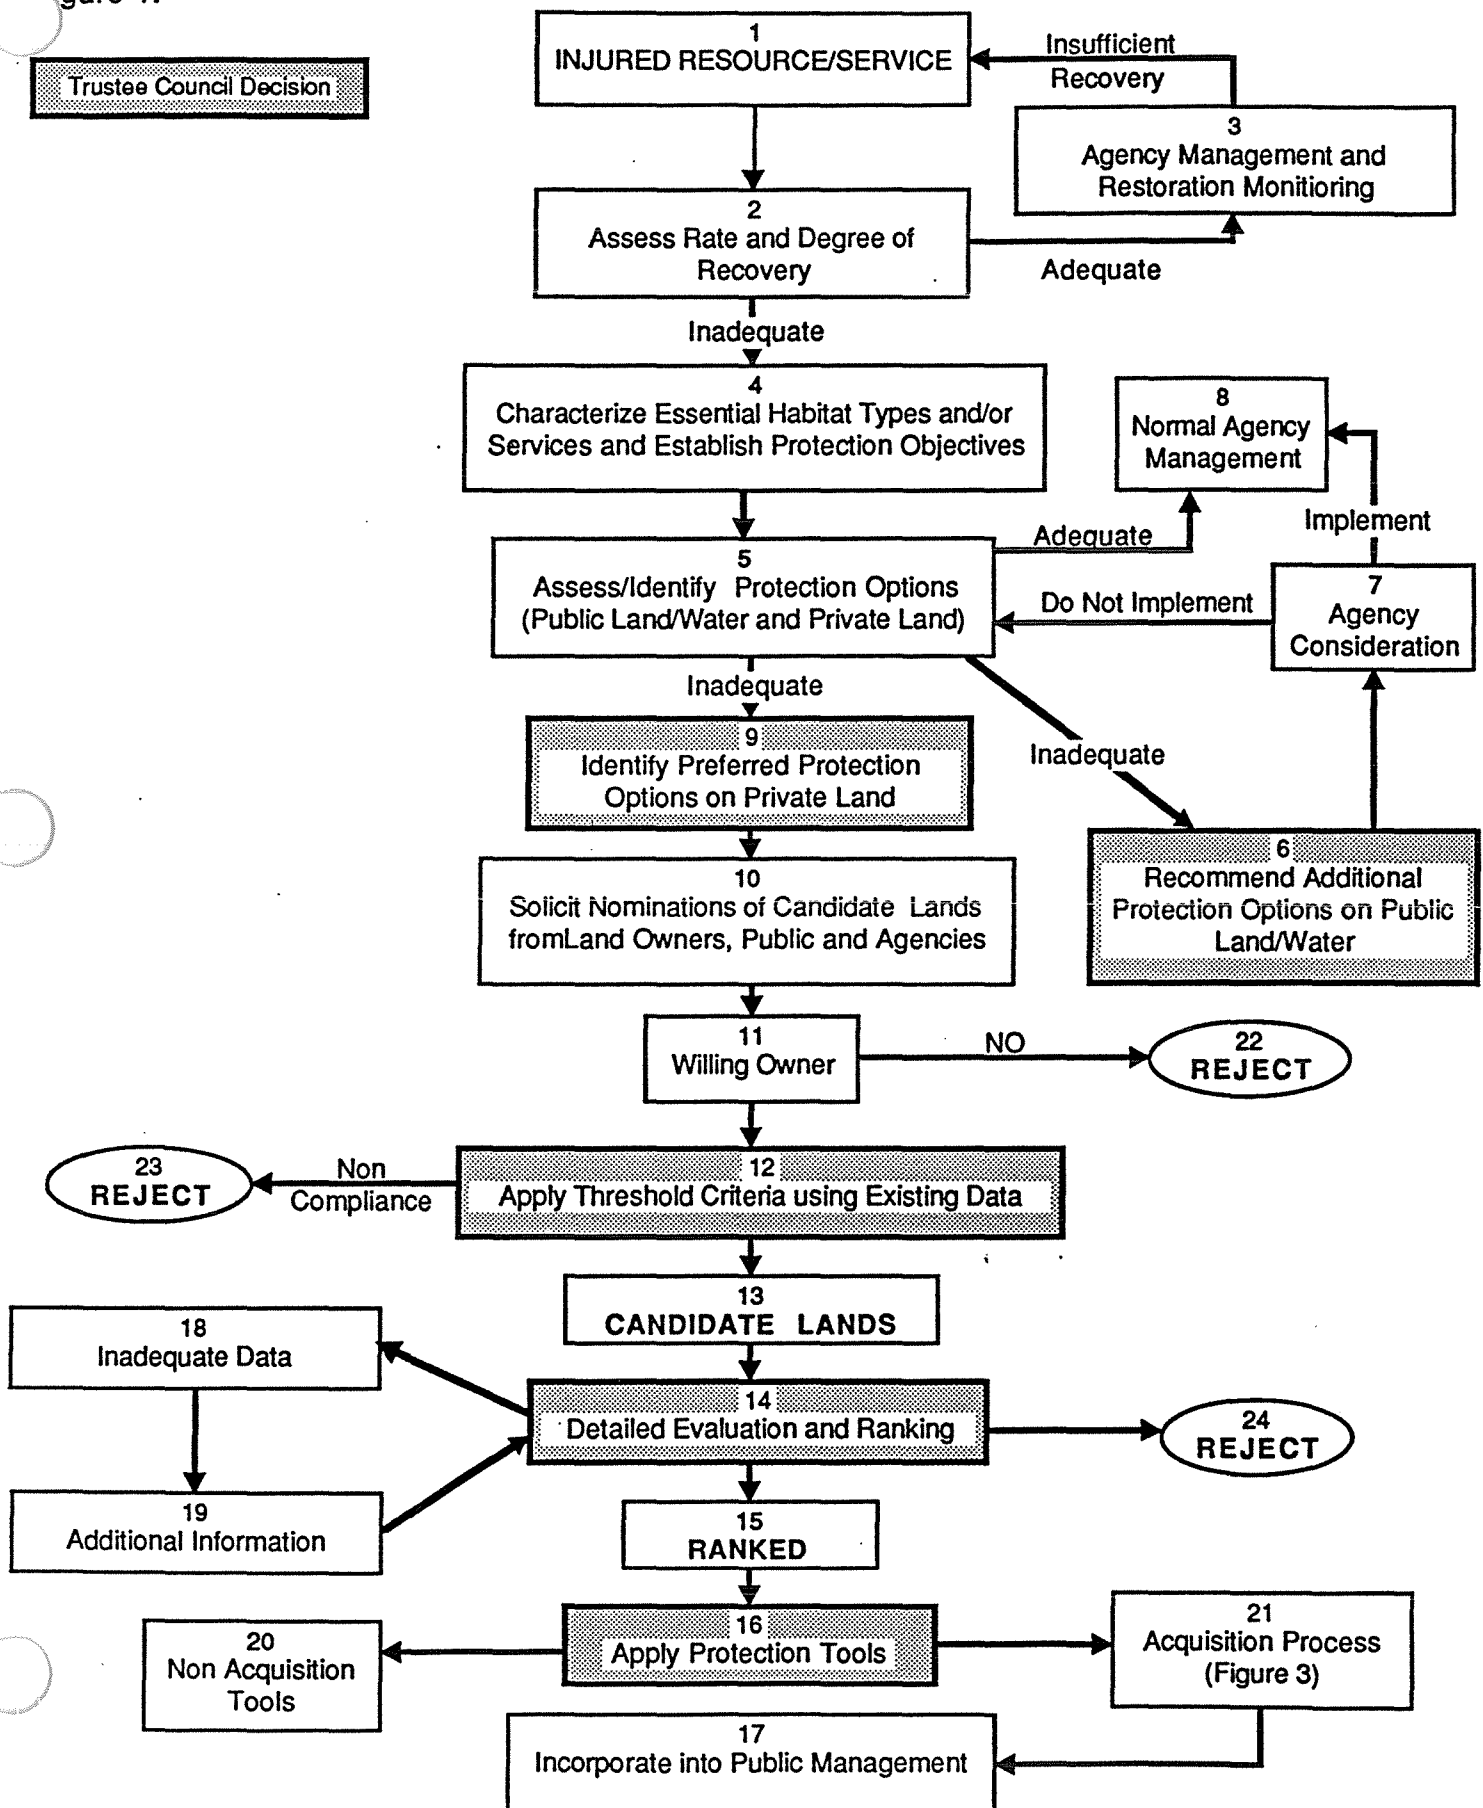 gure 1.
Trustee Council Decision
1
INJURED RESOURCE/SERVICE
Insufficient
Recovery
3
Agency Management and
Restoration Monitioring
2
Assess Rate and Degree of
Recovery
Adequate
Inadequate
4
Characterize Essential Habitat Types and/or
Services and Establish Protection Objectives
8
Normal Agency
Management
Implement
Adequate
5
Assess/Identify Protection Options
(Public Land/Water and Private Land)
Do Not Implement
7
Agency
Consideration
Inadequate
9
Identify Preferred Protection
Options on Private Land
Inadequate
6
Recommend Additional
Protection Options on Public
Land/Water
10
Solicit Nominations of Candidate Lands
fromLand Owners, Public and Agencies
11
Willing Owner
NO
22
REJECT
23
REJECT
Non
Compliance
12
Apply Threshold Criteria using Existing Data
13
CANDIDATE LANDS
18
Inadequate Data
14
Detailed Evaluation and Ranking
24
REJECT
19
Additional Information
15
RANKED
20
Non Acquisition
Tools
16
Apply Protection Tools
21
Acquisition Process
(Figure 3)
17
Incorporate into Public Management